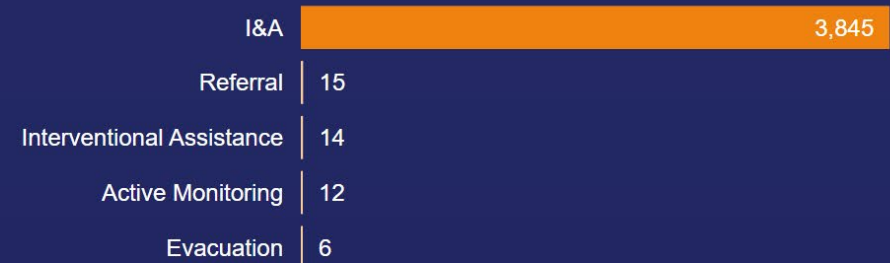 I&A 3,845
Referral 15
Interventional Assistance 14
Active Monitoring 12
Evacuation 6